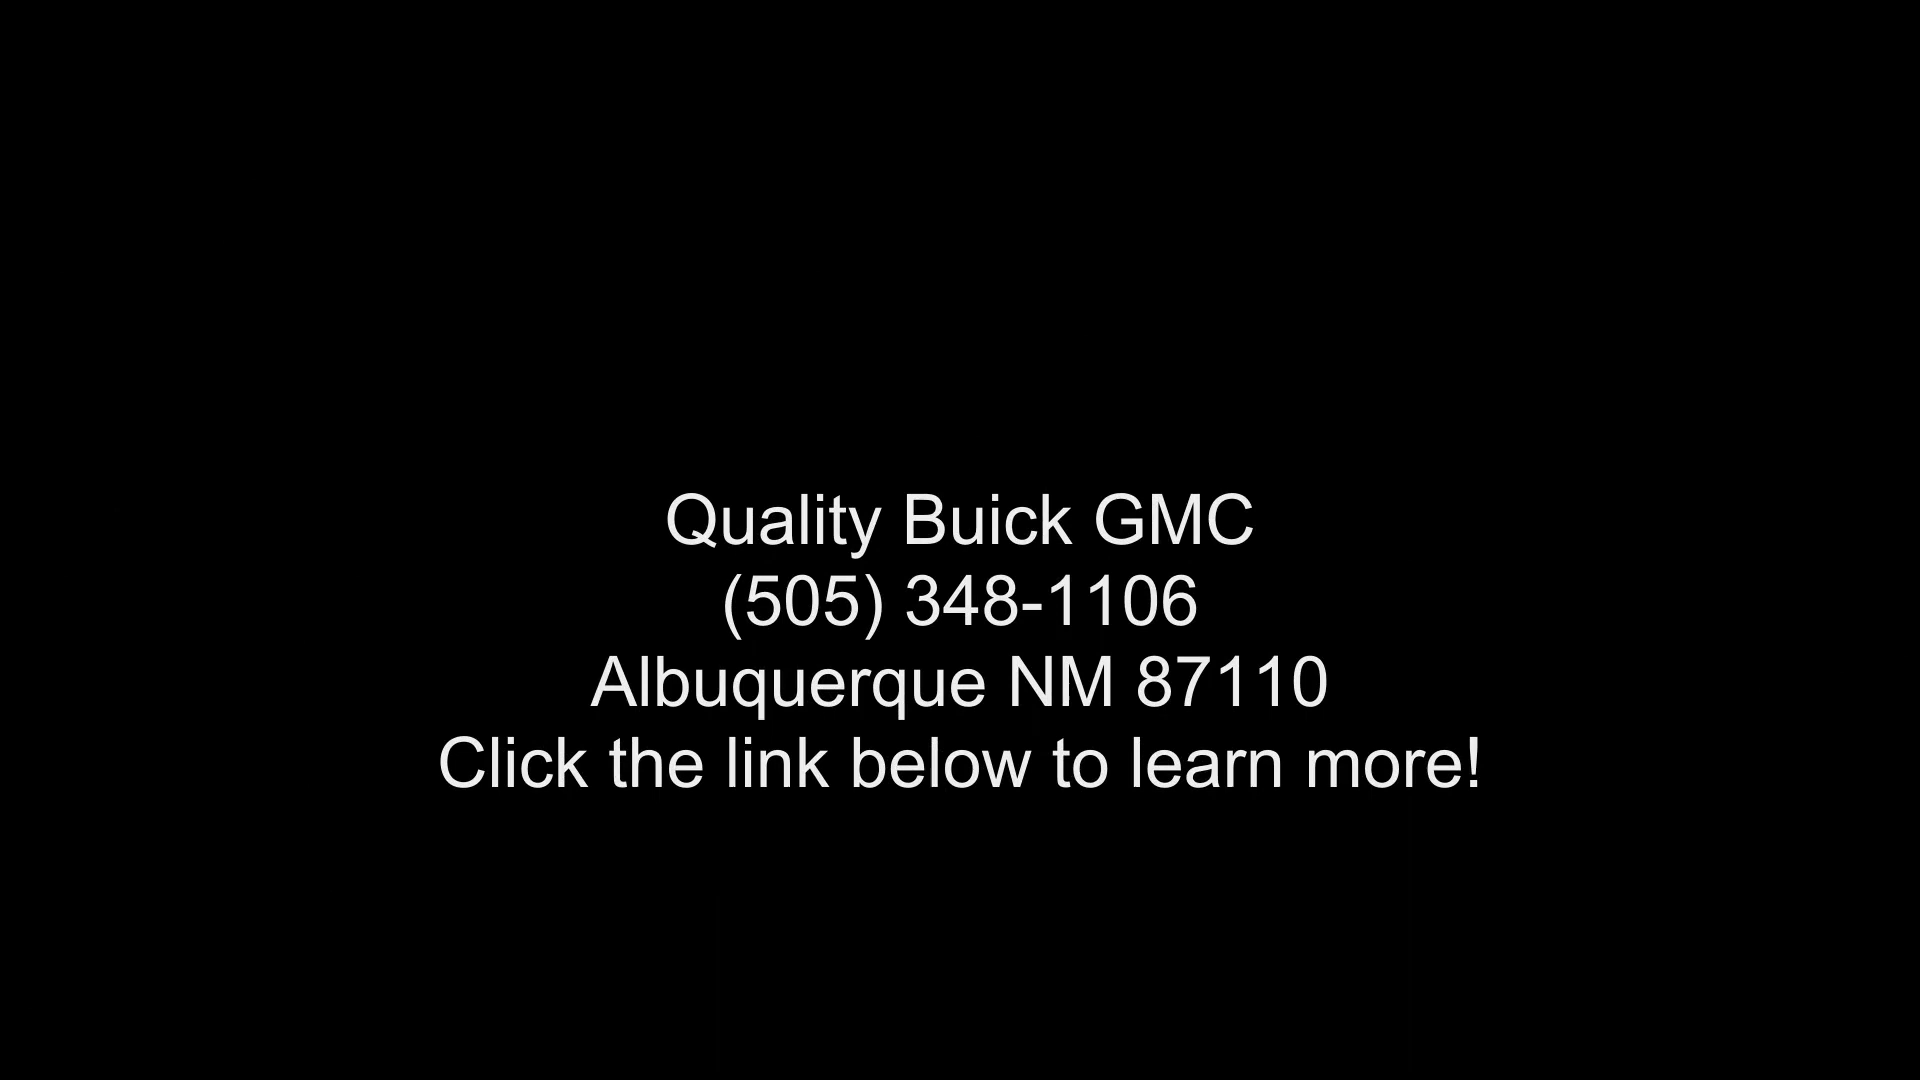 Quality Buick GMC
(505) 348-1106
Albuquerque NM 87110
Click the link below to learn more!